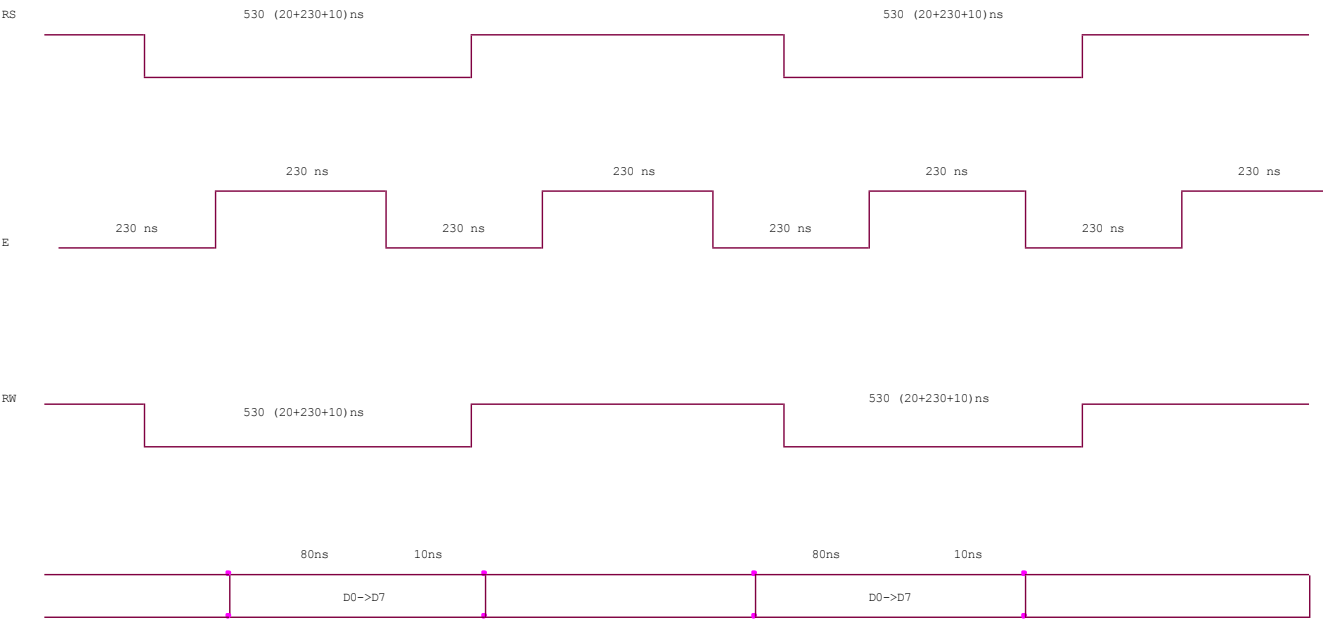 RS 530 (20+230+10)ns 530 (20+230+10)ns
230 ns 230 ns 230 ns 230 ns
230 ns 230 ns 230 ns 230 ns
E
RW 530 (20+230+10)ns
530 (20+230+10)ns
80ns 10ns 80ns 10ns
D0->D7 D0->D7